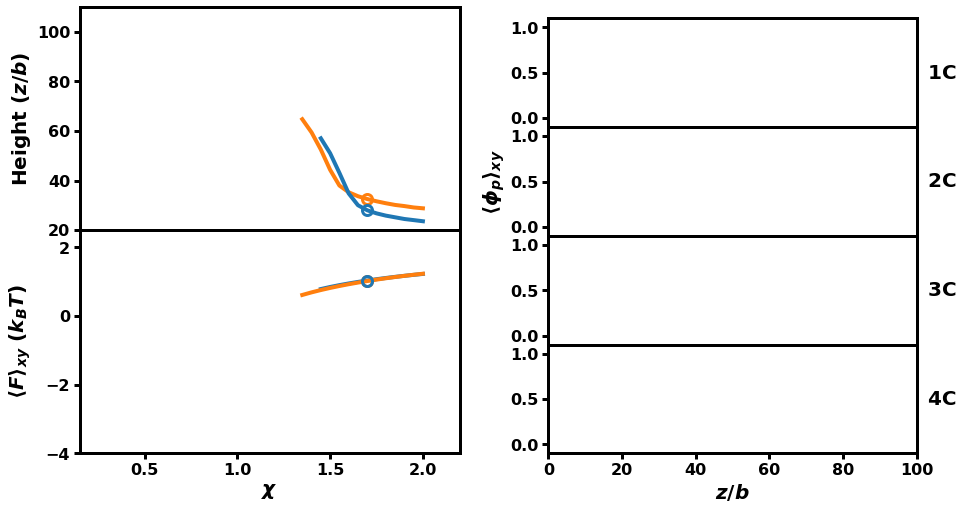 Height (z/b)
100
80
60
40
20
⟨F⟩xy (kBT)
2
0
−2
−4
0.5 1.0 1.5 2.0
χ
⟨ϕp⟩xy
1.0
0.5
0.0
1C
1.0
0.5
0.0
2C
1.0
0.5
0.0
3C
1.0
0.5
0.0
4C
0 20 40 60 80 100
z/b